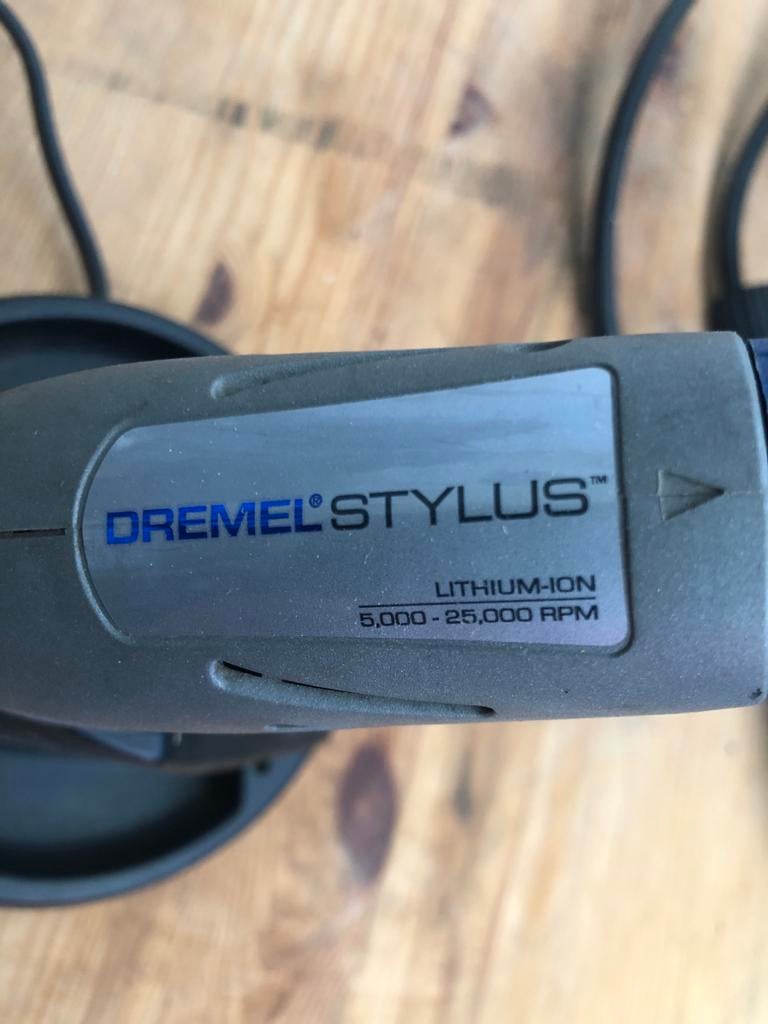 DREMEL® STYLUS™
LITHIUM-ION
5,000 - 25,000 RPM